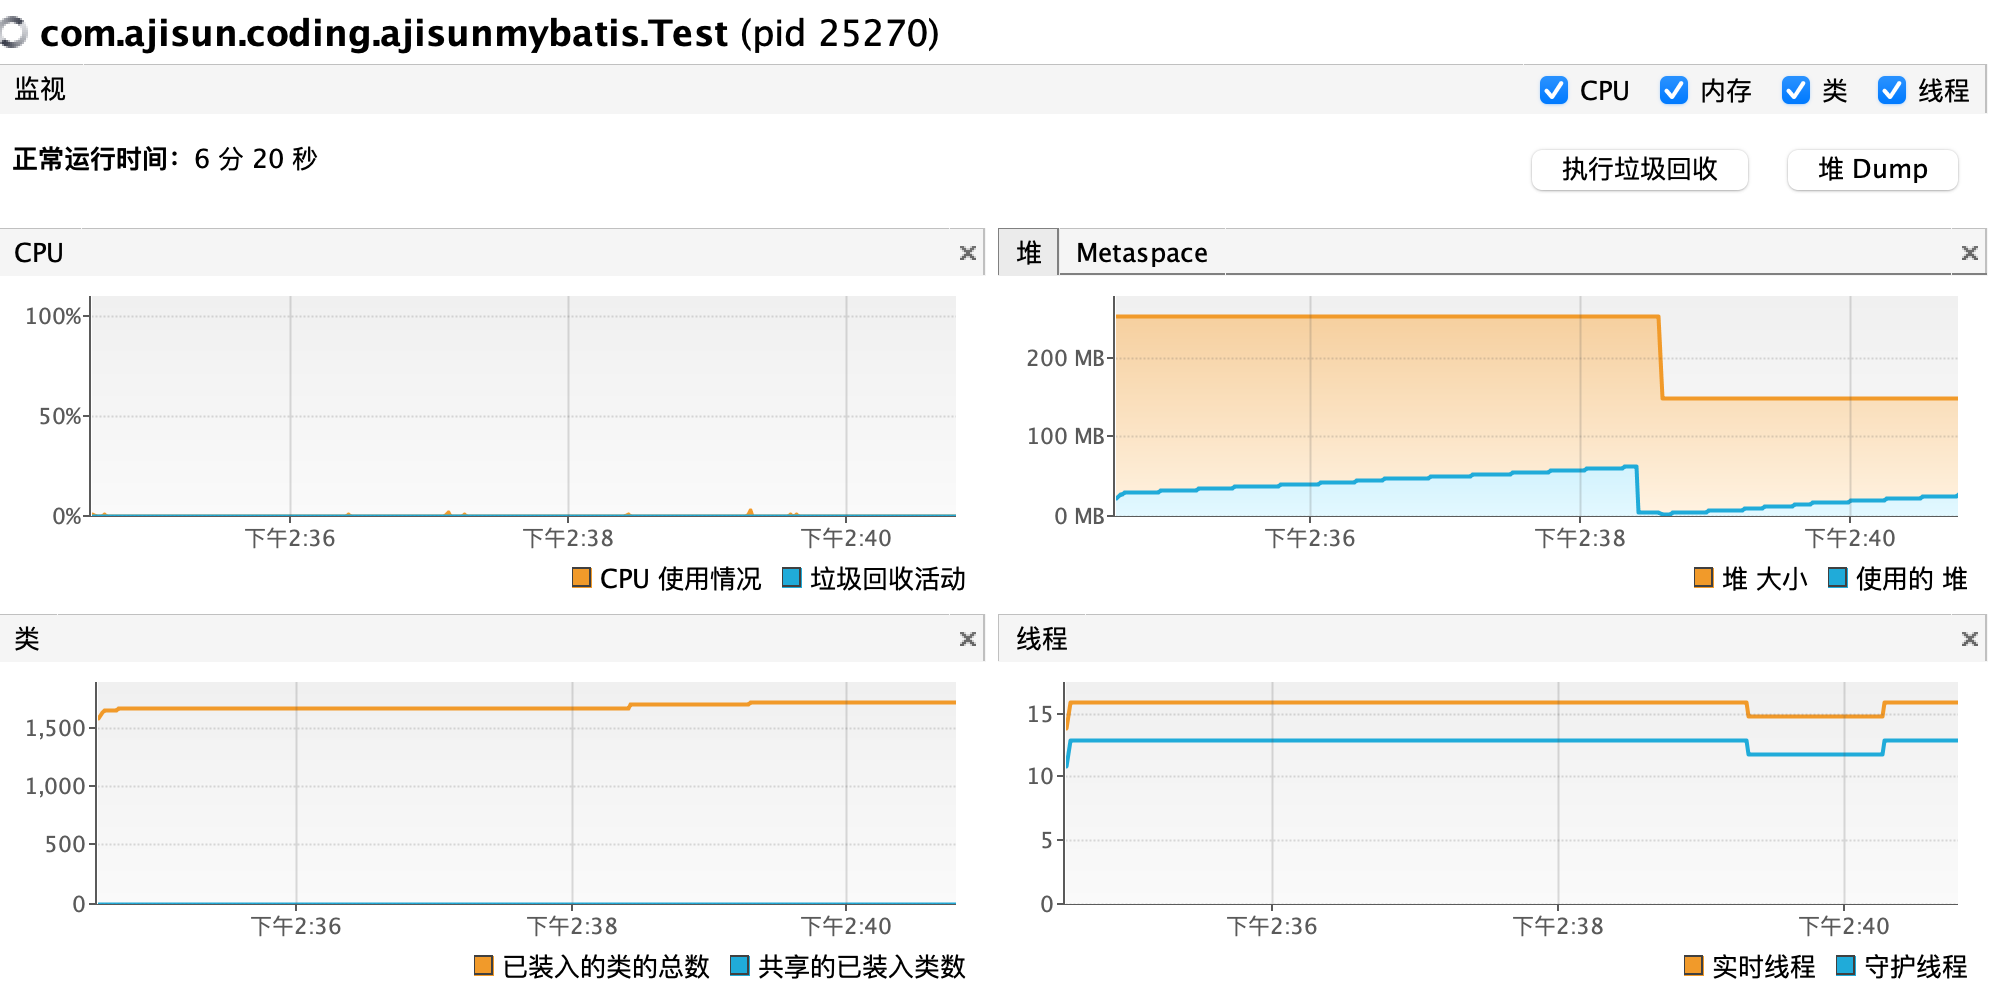 com.ajisun.coding.ajisunmybatis.Test (pid 25270)
监视
CPU 内存 类 线程
正常运行时间：6 分 20 秒
执行垃圾回收 堆 Dump
CPU
100%
50%
0%
下午2:36 下午2:38 下午2:40
CPU 使用情况 垃圾回收活动
堆 Metaspace
200 MB
100 MB
0 MB
下午2:36 下午2:38 下午2:40
堆 大小 使用的 堆
类
1,500
1,000
500
0
下午2:36 下午2:38 下午2:40
已装入的类的总数 共享的已装入类数
线程
15
10
5
0
下午2:36 下午2:38 下午2:40
实时线程 守护线程